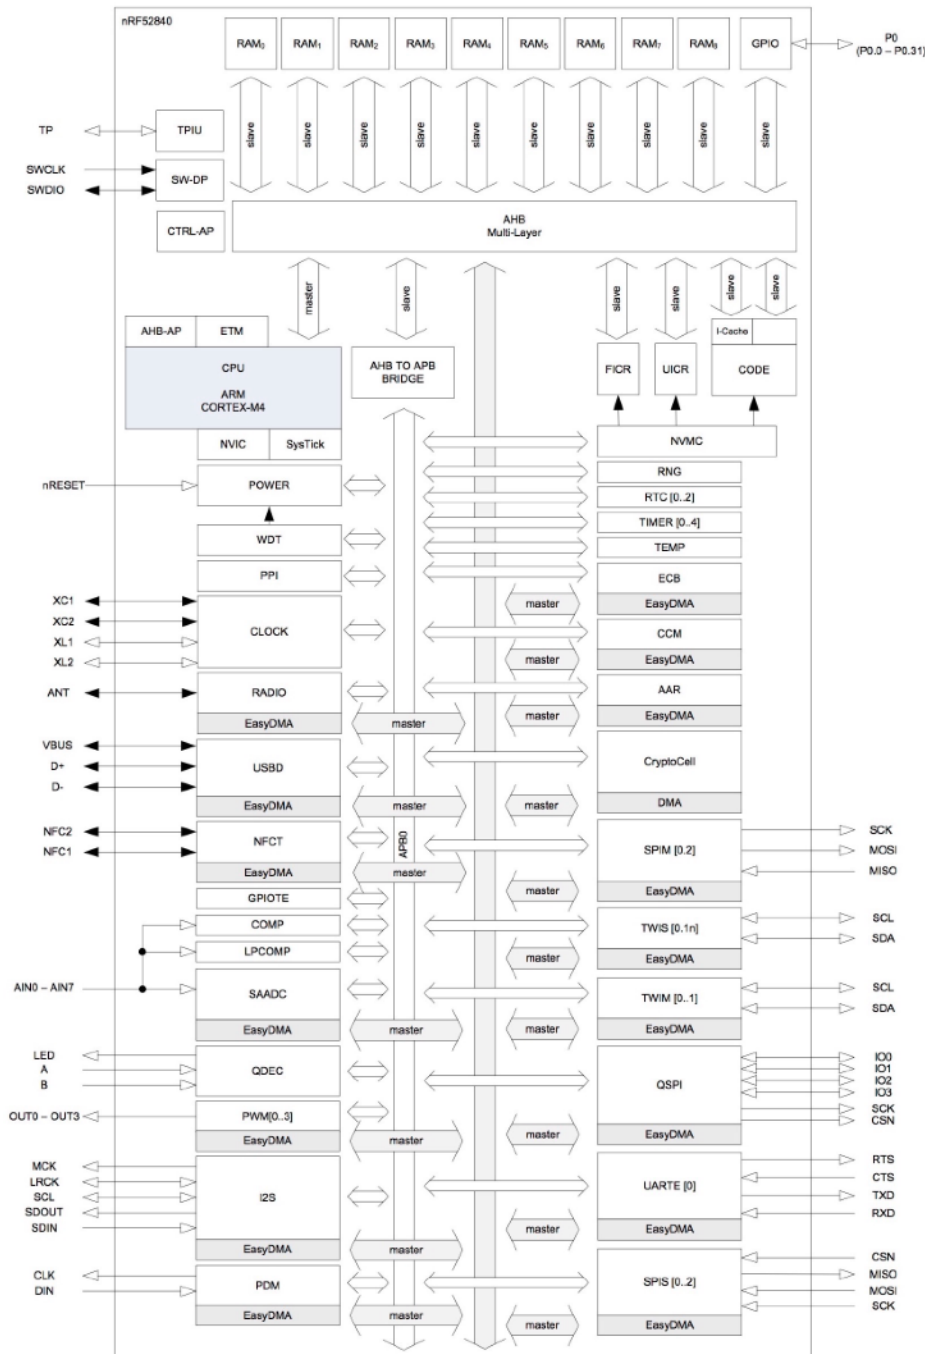 nRF52840
RAM0
RAM1
RAM2
RAM3
RAM4
RAM5
RAM6
RAM7
RAM8
GPIO
P0
(P0.0 – P0.31)
slave
slave
slave
slave
slave
slave
slave
slave
slave
slave
TP
TPIU
SWCLK
SWDIO
SW-DP
CTRL-AP
AHB
Multi-Layer
master
slave
slave
slave
slave
slave
AHB-AP
ETM
CPU
ARM
CORTEX-M4
NVIC
SysTick
AHB TO APB
BRIDGE
FICR
UICR
I-Cache
CODE
NVMC
nRESET
POWER
RNG
RTC [0..2]
WDT
TIMER [0..4]
TEMP
PPI
ECB
master
EasyDMA
XC1
XC2
XL1
XL2
CLOCK
CCM
master
EasyDMA
ANT
RADIO
EasyDMA
master
AAR
master
EasyDMA
VBUS
D+
D-
USBD
EasyDMA
master
CryptoCell
master
DMA
NFC2
NFC1
NFCT
EasyDMA
master
APB0
SPIM [0.2]
master
EasyDMA
SCK
MOSI
MISO
GPIOTE
COMP
LPCOMP
TWIS [0.1n]
master
EasyDMA
SCL
SDA
AIN0 – AIN7
SAADC
EasyDMA
master
TWIM [0..1]
master
EasyDMA
SCL
SDA
LED
A
B
QDEC
QSPI
master
EasyDMA
IO0
IO1
IO2
IO3
SCK
CSN
OUT0 – OUT3
PWM[0..3]
EasyDMA
master
MCK
LRCK
SCL
SDOUT
SDIN
I2S
EasyDMA
master
UARTE [0]
master
EasyDMA
RTS
CTS
TXD
RXD
CLK
DIN
PDM
EasyDMA
master
SPIS [0..2]
master
EasyDMA
CSN
MISO
MOSI
SCK